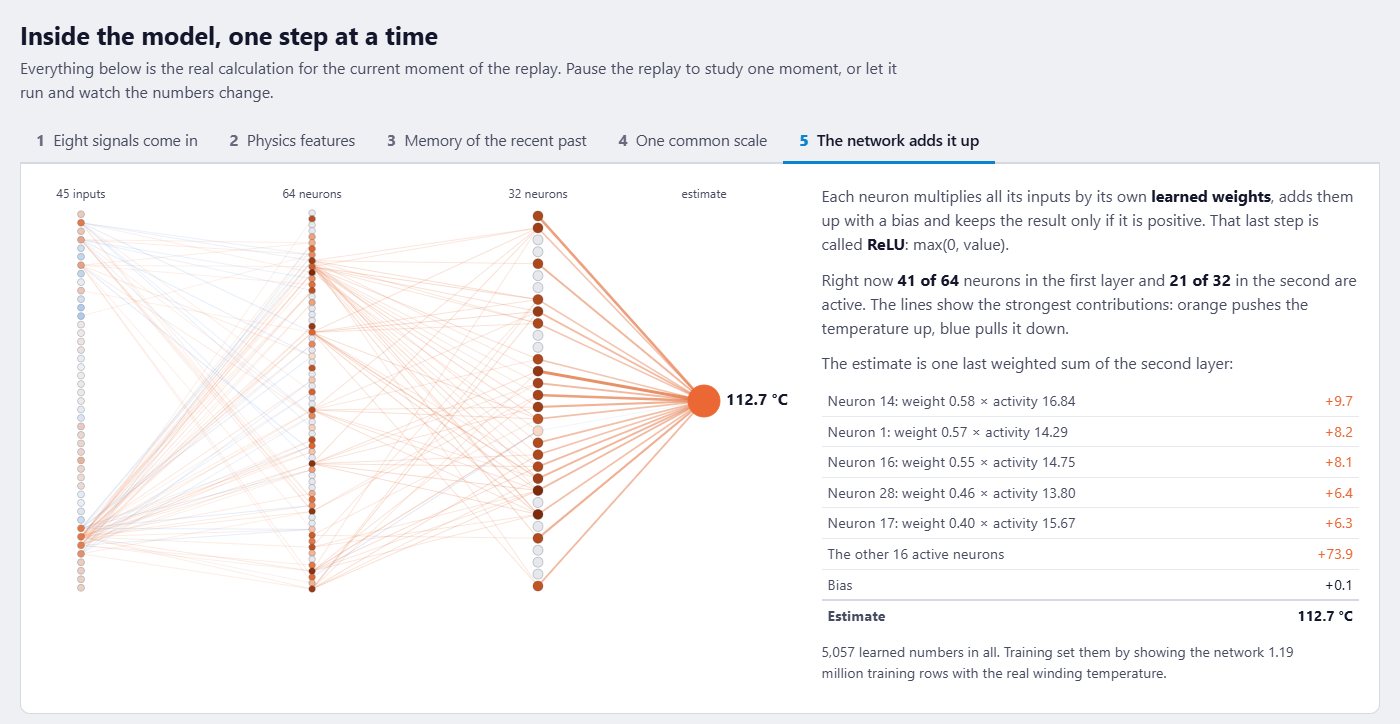 Inside the model, one step at a time
Everything below is the real calculation for the current moment of the replay. Pause the replay to study one moment, or let it
run and watch the numbers change.
1 Eight signals come in
2 Physics features
3 Memory of the recent past
4 One common scale
5 The network adds it up
45 inputs
64 neurons
32 neurons
estimate
112.7 °C
Each neuron multiplies all its inputs by its own learned weights, adds them
up with a bias and keeps the result only if it is positive. That last step is
called ReLU: max(0, value).
Right now 41 of 64 neurons in the first layer and 21 of 32 in the second are
active. The lines show the strongest contributions: orange pushes the
temperature up, blue pulls it down.
The estimate is one last weighted sum of the second layer:
Neuron 14: weight 0.58 × activity 16.84 +9.7
Neuron 1: weight 0.57 × activity 14.29 +8.2
Neuron 16: weight 0.55 × activity 14.75 +8.1
Neuron 28: weight 0.46 × activity 13.80 +6.4
Neuron 17: weight 0.40 × activity 15.67 +6.3
The other 16 active neurons +73.9
Bias +0.1
Estimate 112.7 °C
5,057 learned numbers in all. Training set them by showing the network 1.19
million training rows with the real winding temperature.